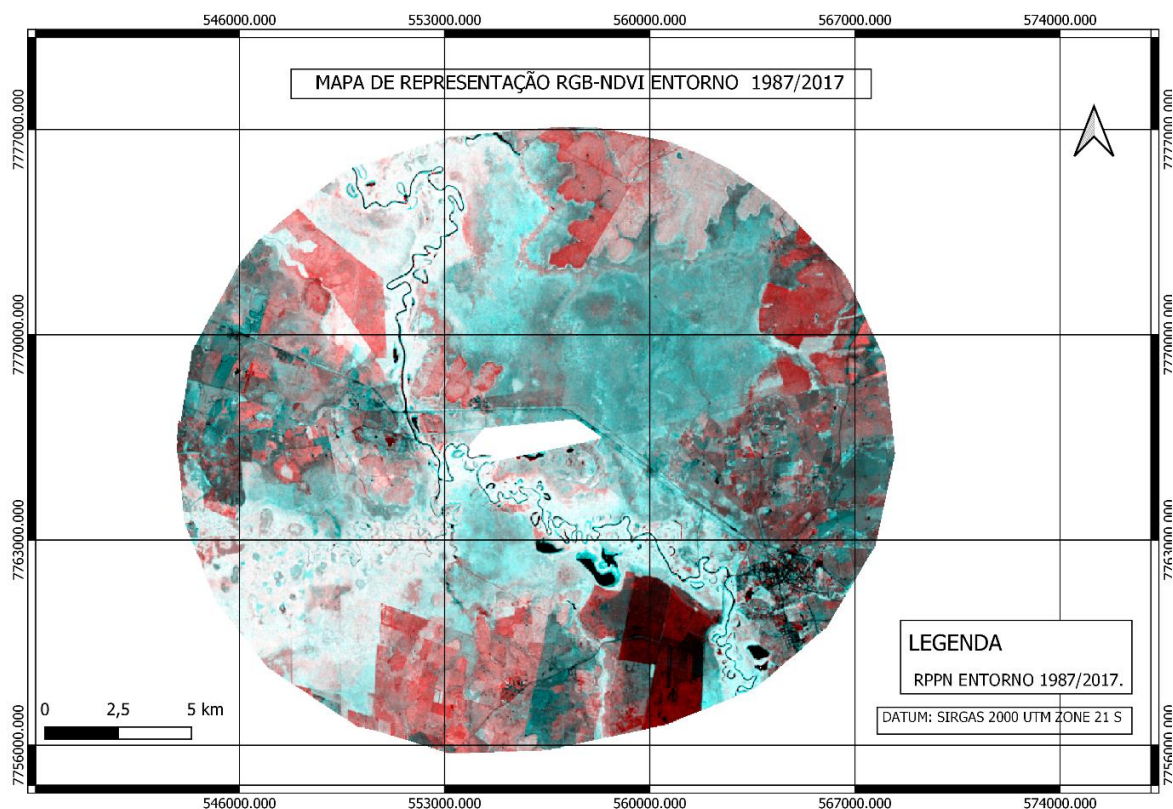 546000.000 553000.000 560000.000 567000.000 574000.000
MAPA DE REPRESENTAÇÃO RGB-NDVI ENTORNO 1987/2017
7777000.000 7777000.000
7770000.000 7770000.000
7763000.000 7763000.000
LEGENDA
RPPN ENTORNO 1987/2017.
0 2,5 5 km
DATUM: SIRGAS 2000 UTM ZONE 21 S
7756000.000 7756000.000
546000.000 553000.000 560000.000 567000.000 574000.000